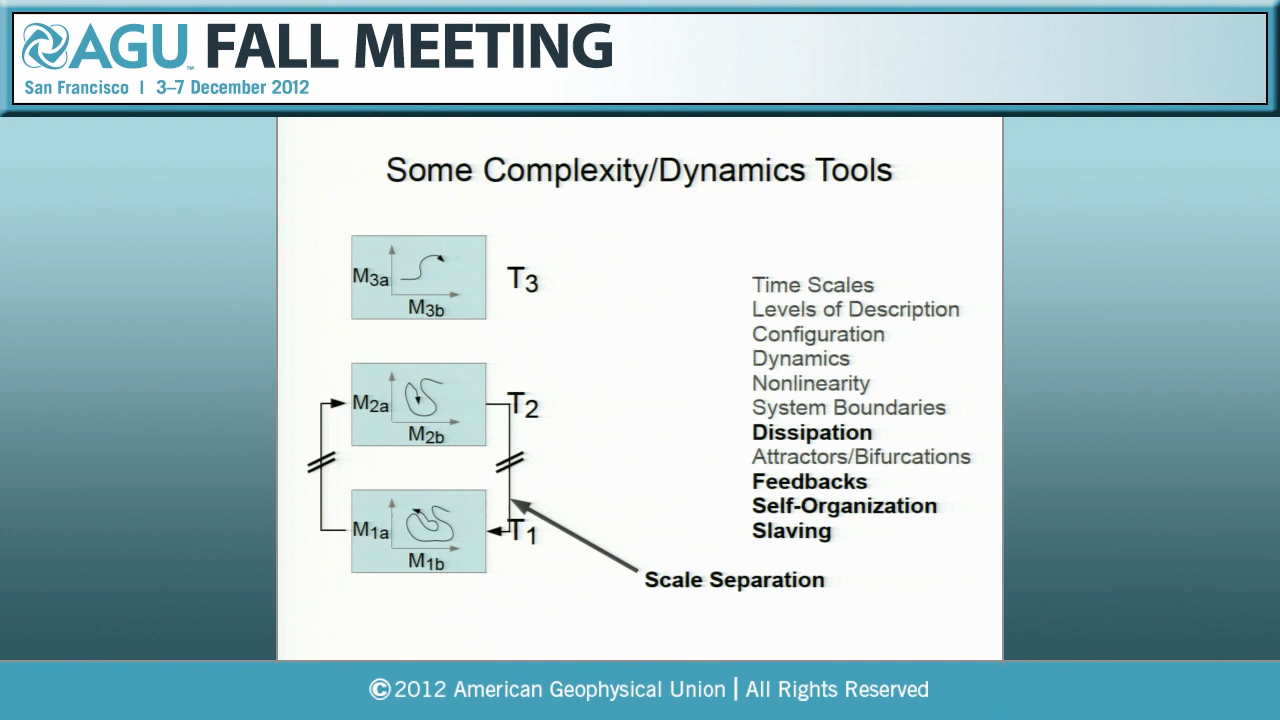 AGU™ FALL MEETING
San Francisco | 3–7 December 2012
Some Complexity/Dynamics Tools
M3a
M3b
T3
M2a
M2b
T2
M1a
M1b
T1
Time Scales
Levels of Description
Configuration
Dynamics
Nonlinearity
System Boundaries
Dissipation
Attractors/Bifurcations
Feedbacks
Self-Organization
Slaving
Scale Separation
©2012 American Geophysical Union | All Rights Reserved